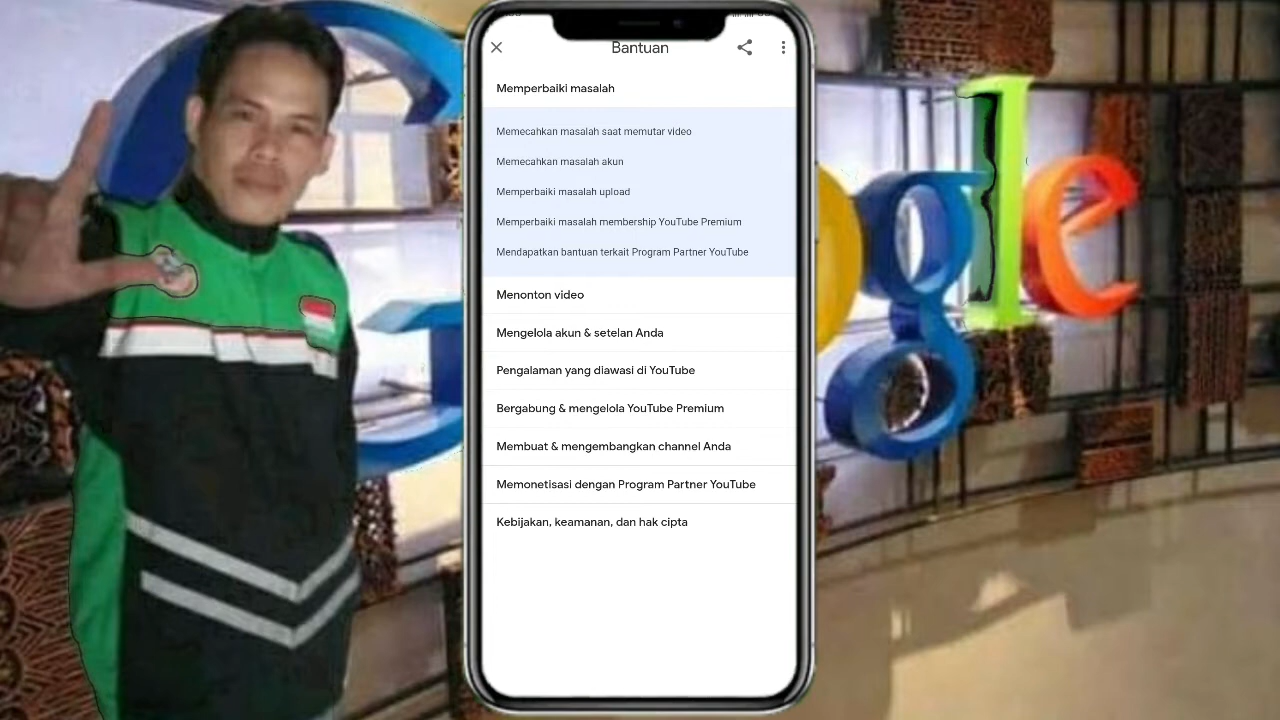 Bantuan
Memperbaiki masalah
Memecahkan masalah saat memutar video
Memecahkan masalah akun
Memperbaiki masalah upload
Memperbaiki masalah membership YouTube Premium
Mendapatkan bantuan terkait Program Partner YouTube
Menonton video
Mengelola akun & setelan Anda
Pengalaman yang diawasi di YouTube
Bergabung & mengelola YouTube Premium
Membuat & mengembangkan channel Anda
Memonetisasi dengan Program Partner YouTube
Kebijakan, keamanan, dan hak cipta
G gle